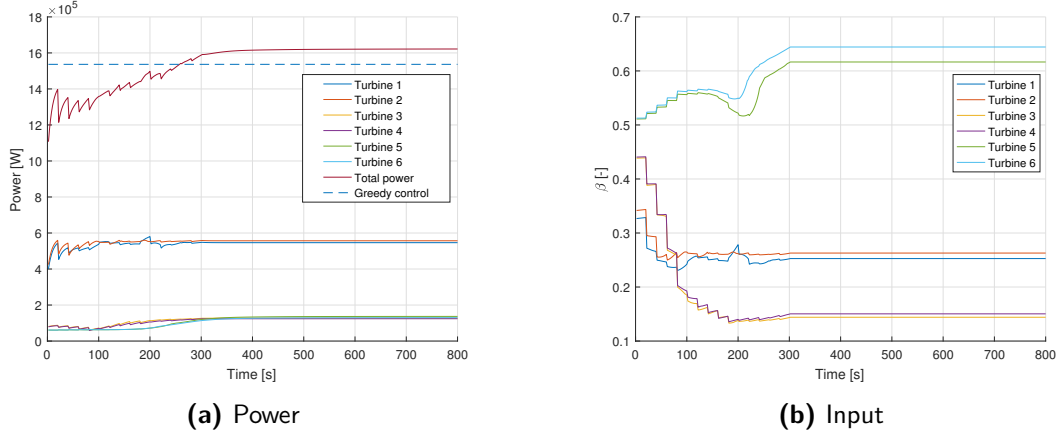 18 × 10⁵
16
14
12
10
8
6
4
2
0
Power [W]
0 100 200 300 400 500 600 700 800
Time [s]
Turbine 1
Turbine 2
Turbine 3
Turbine 4
Turbine 5
Turbine 6
Total power
Greedy control
(a) Power
0.7
0.6
0.5
0.4
0.3
0.2
0.1
β [-]
0 100 200 300 400 500 600 700 800
Time [s]
Turbine 1
Turbine 2
Turbine 3
Turbine 4
Turbine 5
Turbine 6
(b) Input